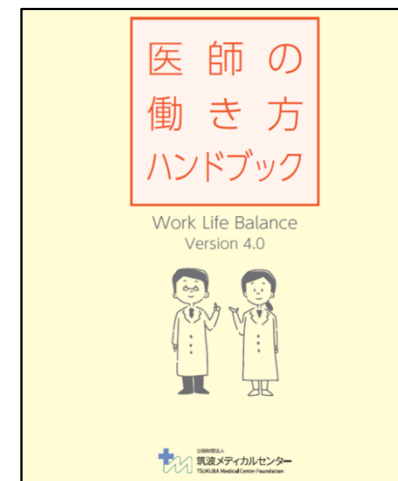 医師の
働き方
ハンドブック
Work Life Balance
Version 4.0
公益財団法人
筑波メディカルセンター
TSUKUBA Medical Center Foundation